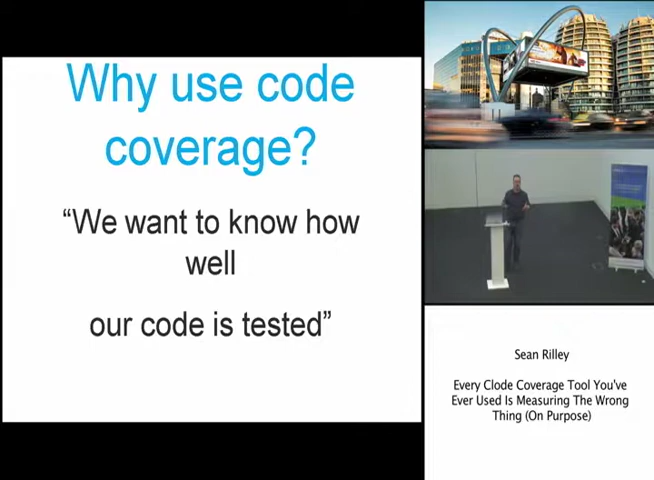 Why use code
coverage?
“We want to know how
well
our code is tested”
Sean Rilley
Every Clode Coverage Tool You've
Ever Used Is Measuring The Wrong
Thing (On Purpose)